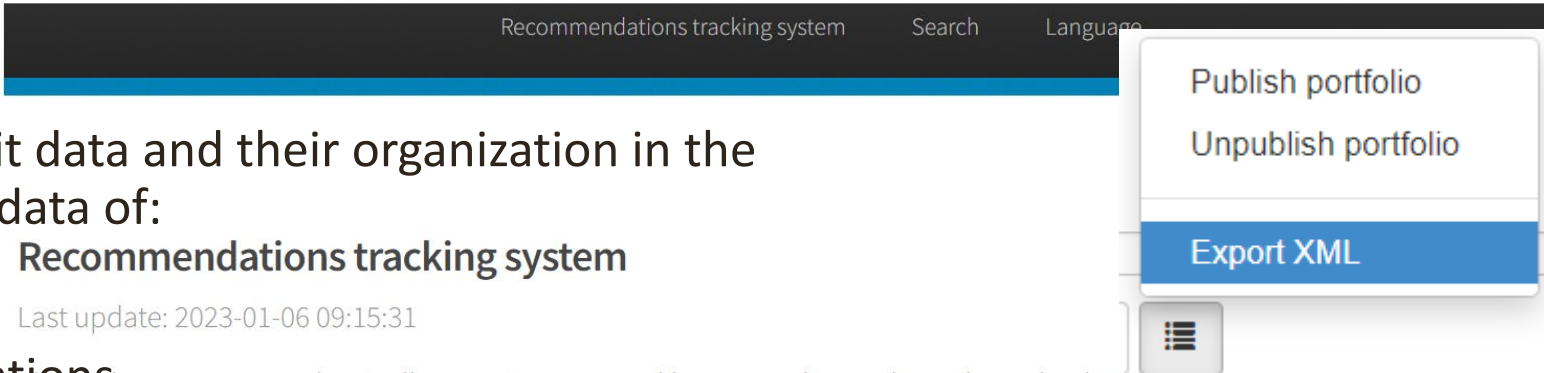 Recommendations tracking system Search Language
Publish portfolio
Unpublish portfolio
Export XML
it data and their organization in the
data of:
Recommendations tracking system
Last update: 2023-01-06 09:15:31